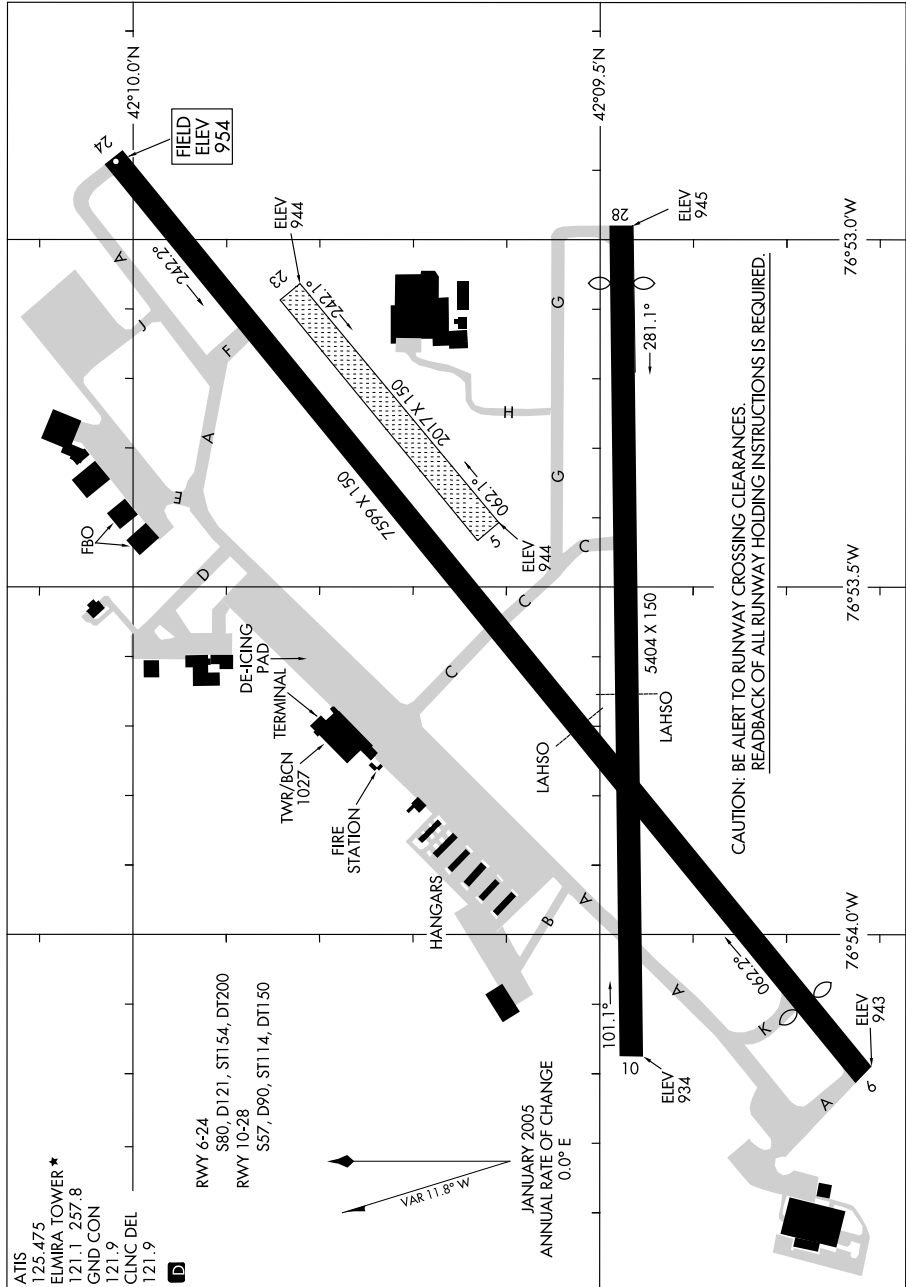 ATIS
125.475
ELMIRA TOWER ★
121.1 257.8
GND CON
121.9
CLNC DEL
121.9
D
RWY 6-24
S80, D121, ST154, DT200
RWY 10-28
S57, D90, ST114, DT150
VAR 11.8° W
JANUARY 2005
ANNUAL RATE OF CHANGE
0.0° E
42°10.0'N
42°09.5'N
76°53.0'W
76°53.5'W
76°54.0'W
24
FIELD
ELEV
954
A
242.2°
J
F
A
E
FBO
D
DE-ICING
PAD
TERMINAL
TWR/BCN
1027
FIRE
STATION
HANGARS
7599 X 150
23
ELEV
944
242.1°
2017 X 150
062.1°
5
ELEV
944
H
G
G
C
C
C
28
ELEV
945
281.1°
5404 X 150
LAHSO
LAHSO
B
A
A
101.1°
10
ELEV
934
K
062.2°
A
6
ELEV
943
CAUTION: BE ALERT TO RUNWAY CROSSING CLEARANCES.
READBACK OF ALL RUNWAY HOLDING INSTRUCTIONS IS REQUIRED.